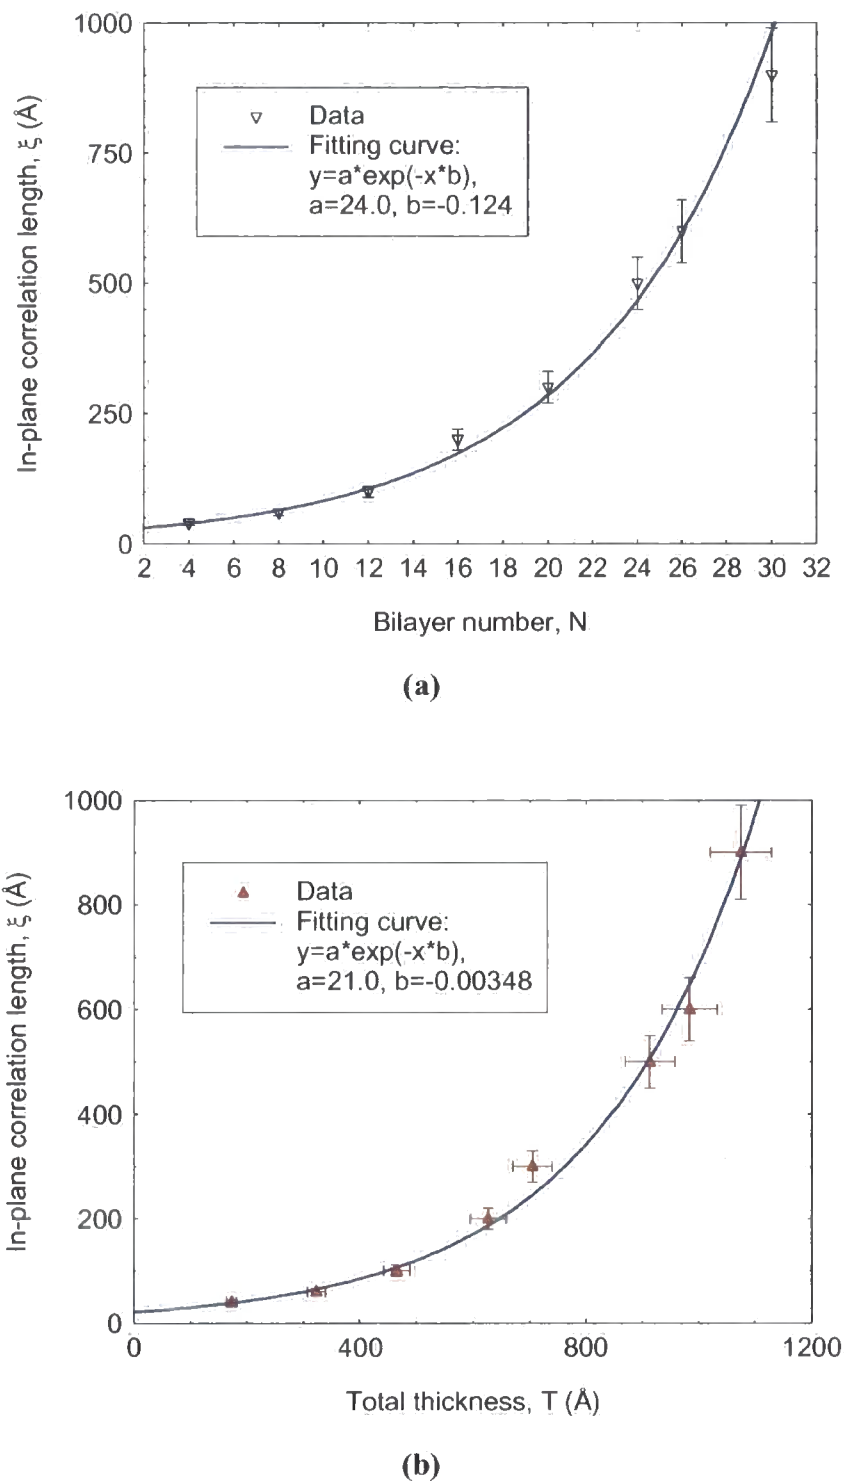 1000
750
500
250
0
In-plane correlation length, ξ (Å)
Data
Fitting curve:
y=a*exp(-x*b),
a=24.0, b=-0.124
2 4 6 8 10 12 14 16 18 20 22 24 26 28 30 32
Bilayer number, N
(a)
1000
800
600
400
200
0
In-plane correlation length, ξ (Å)
Data
Fitting curve:
y=a*exp(-x*b),
a=21.0, b=-0.00348
0 400 800 1200
Total thickness, T (Å)
(b)